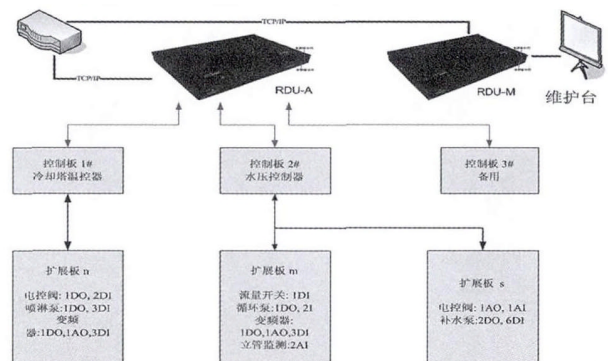 TCP/IP
TCP/IP
RDU-A
RDU-M
维护台
控制板 1#
冷却塔温控器
控制板 2#
水压控制器
控制板 3#
备用
扩展板 n
电控阀: 1DO, 2DI
喷淋泵:1DO, 3DI
变频
器:1DO,1AO,3DI
扩展板 m
流量开关: 1DI
循环泵: 1DO, 2I
变频器:
1DO,1AO,3DI
立管监测:2AI
扩展板 s
电控阀: 1AO, 1AI
补水泵:2DO, 6DI